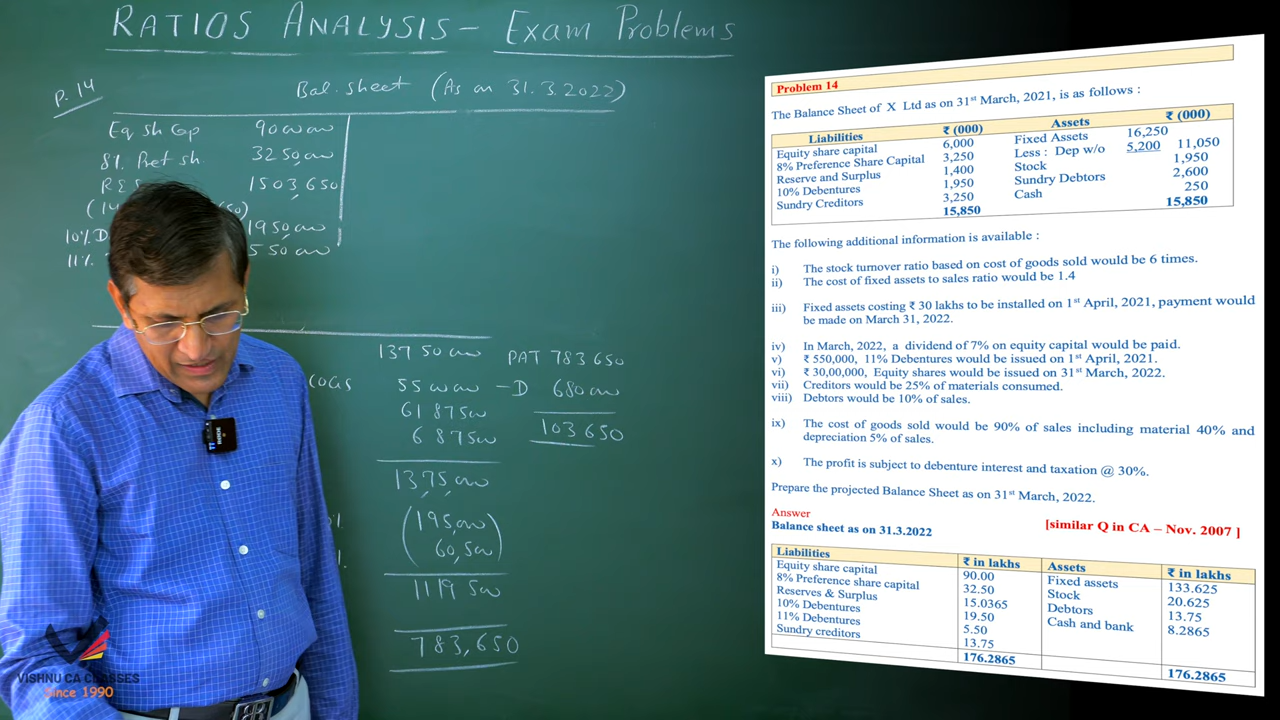 RATIOS ANALYSIS – Exam Problems
P. 14
Bal. sheet (As on 31.3.2022)
Eq sh Cap 90 00 000
8% Pref sh. 32 50,000
R & S 1503,650
10% D 19 50,000
11% 5 50 000
137 50 000
COGS 55 00 000
61 87 500
6 87 500
13,75,000
(195,000
60,500)
1119 500
783,650
PAT 783 650
– D 680 000
103 650
Problem 14
The Balance Sheet of X Ltd as on 31st March, 2021, is as follows :
Liabilities ₹ (000) Assets ₹ (000)
Equity share capital 6,000 Fixed Assets 16,250
8% Preference Share Capital 3,250 Less : Dep w/o 5,200 11,050
Reserve and Surplus 1,400 Stock 1,950
10% Debentures 1,950 Sundry Debtors 2,600
Sundry Creditors 3,250 Cash 250
15,850 15,850
The following additional information is available :
i) The stock turnover ratio based on cost of goods sold would be 6 times.
ii) The cost of fixed assets to sales ratio would be 1.4
iii) Fixed assets costing ₹ 30 lakhs to be installed on 1st April, 2021, payment would
be made on March 31, 2022.
iv) In March, 2022, a dividend of 7% on equity capital would be paid.
v) ₹ 550,000, 11% Debentures would be issued on 1st April, 2021.
vi) ₹ 30,00,000, Equity shares would be issued on 31st March, 2022.
vii) Creditors would be 25% of materials consumed.
viii) Debtors would be 10% of sales.
ix) The cost of goods sold would be 90% of sales including material 40% and
depreciation 5% of sales.
x) The profit is subject to debenture interest and taxation @ 30%.
Prepare the projected Balance Sheet as on 31st March, 2022.
Answer
Balance sheet as on 31.3.2022 [similar Q in CA – Nov. 2007 ]
Liabilities ₹ in lakhs Assets ₹ in lakhs
Equity share capital 90.00 Fixed assets 133.625
8% Preference share capital 32.50 Stock 20.625
Reserves & Surplus 15.0365 Debtors 13.75
10% Debentures 19.50 Cash and bank 8.2865
11% Debentures 5.50
Sundry creditors 13.75
176.2865 176.2865
VISHNU CA CLASSES
Since 1990